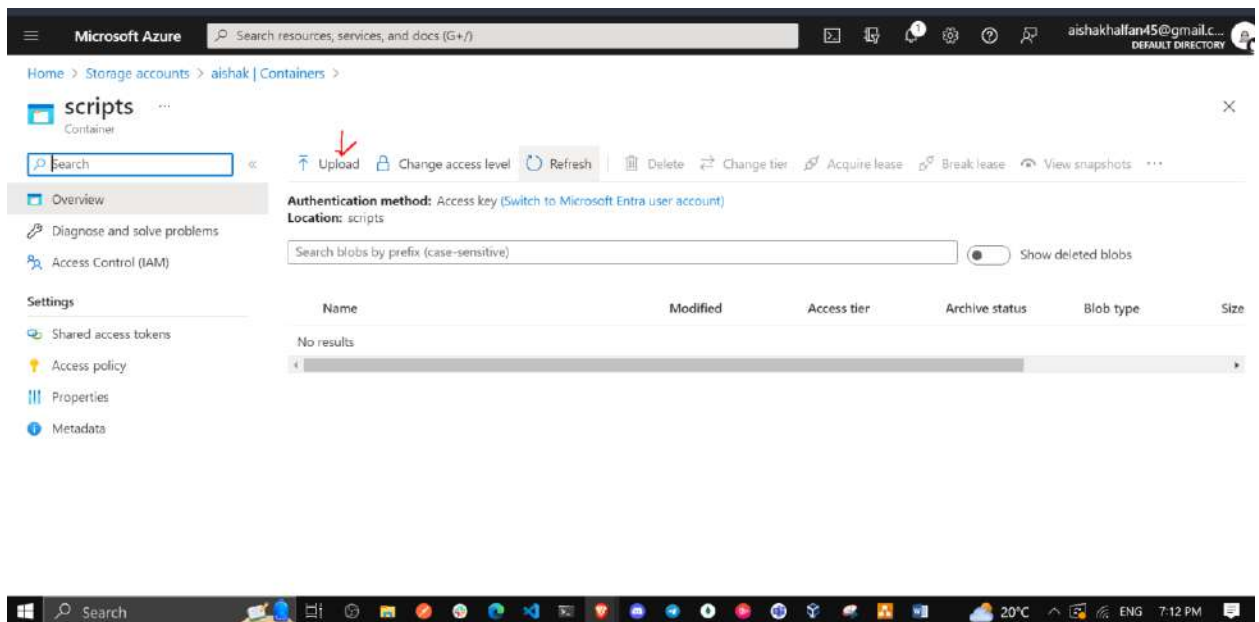 Microsoft Azure
Search resources, services, and docs (G+/)
1
aishakhalfan45@gmail.c...
DEFAULT DIRECTORY
Home > Storage accounts > aishak | Containers >
scripts ...
Container
Search
Upload Change access level Refresh Delete Change tier Acquire lease Break lease View snapshots ...
Overview
Diagnose and solve problems
Access Control (IAM)
Settings
Shared access tokens
Access policy
Properties
Metadata
Authentication method: Access key (Switch to Microsoft Entra user account)
Location: scripts
Search blobs by prefix (case-sensitive)
Show deleted blobs
Name Modified Access tier Archive status Blob type Size
No results
Search 20°C ENG 7:12 PM